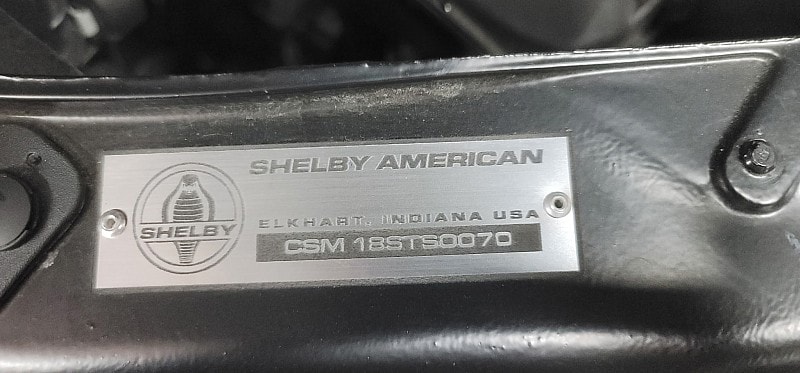 SHELBY AMERICAN
SHELBY
ELKHART, INDIANA USA
CSM 18STS0070